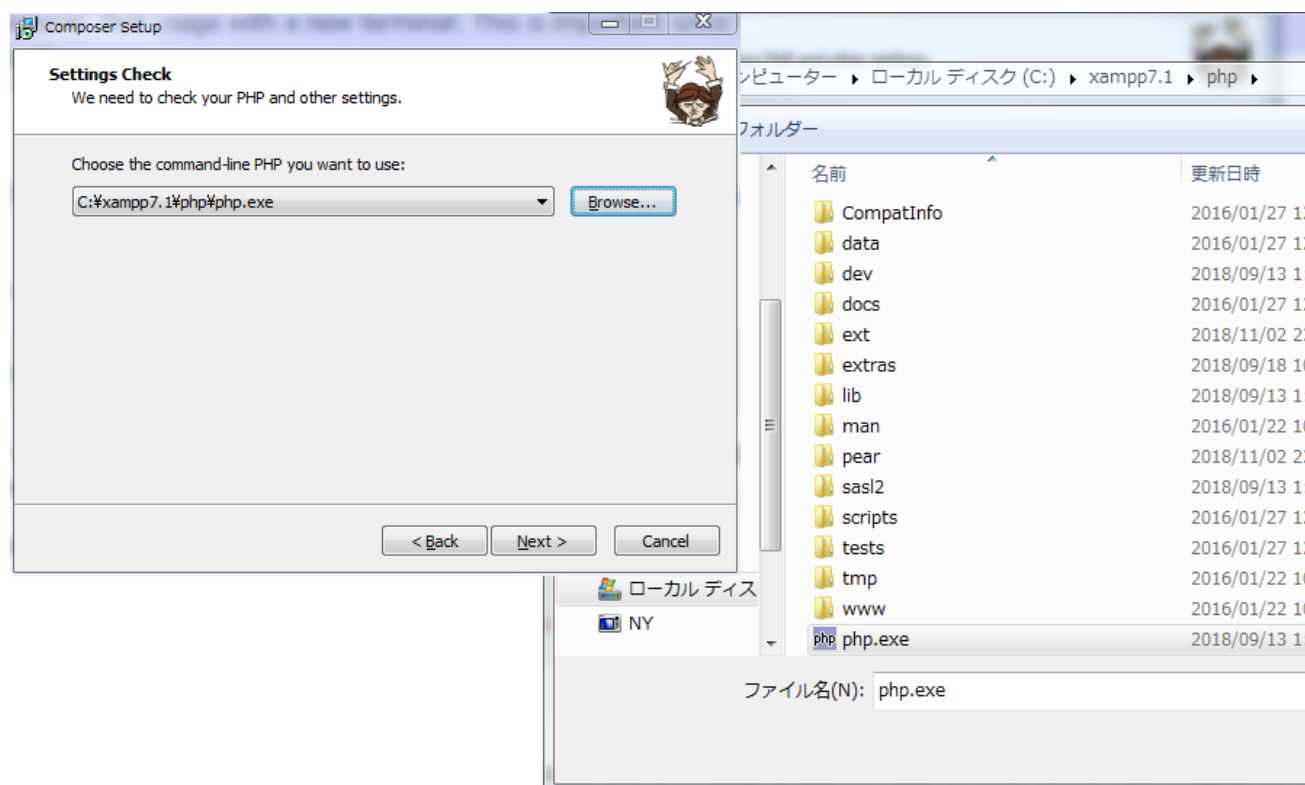 Composer Setup
Settings Check
We need to check your PHP and other settings.
Choose the command-line PHP you want to use:
C:¥xampp7.1¥php¥php.exe
Browse...
< Back
Next >
Cancel
ピューター ▸ ローカル ディスク (C:) ▸ xampp7.1 ▸ php ▸
フォルダー
名前 更新日時
CompatInfo 2016/01/27
data 2016/01/27
dev 2018/09/13
docs 2016/01/27
ext 2018/11/02
extras 2018/09/18
lib 2018/09/13
man 2016/01/22
pear 2018/11/02
sasl2 2018/09/13
scripts 2016/01/27
tests 2016/01/27
tmp 2016/01/22
www 2016/01/22
php php.exe 2018/09/13
ローカル ディス
NY
ファイル名(N): php.exe